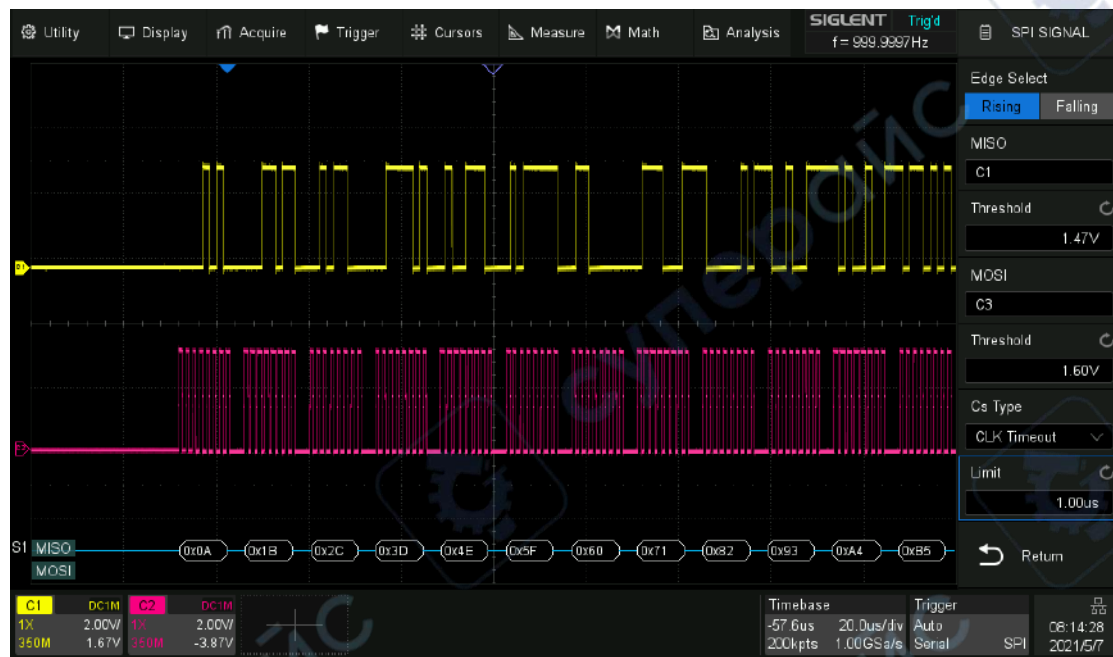 Utility Display Acquire Trigger Cursors Measure Math Analysis SIGLENT Trig'd
f = 999.9997Hz
SPI SIGNAL
Edge Select
Rising Falling
MISO
C1
Threshold
1.47V
MOSI
C3
Threshold
1.60V
Cs Type
CLK Timeout
Limit
1.00us
Return
суперайс
S1 MISO 0x0A 0x1B 0x2C 0x3D 0x4E 0x5F 0x60 0x71 0x82 0x93 0xA4 0xB5
MOSI
C1 DC1M C2 DC1M Timebase Trigger
1X 2.00V/ 1X 2.00V/ -57.6us 20.0us/div Auto 08:14:28
350M 1.67V 350M -3.87V 200kpts 1.00GSa/s Serial SPI 2021/5/7